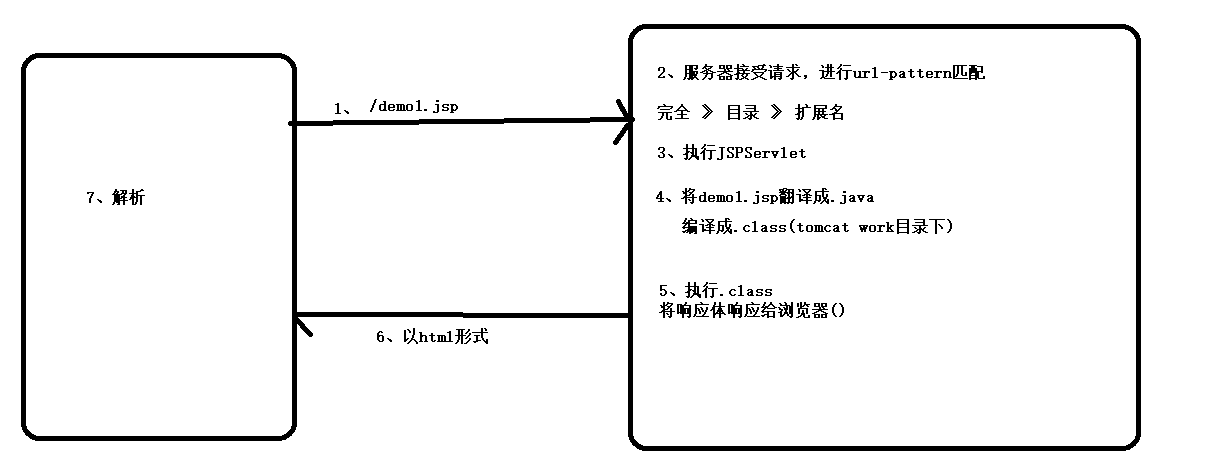 1、 /demo1.jsp
2、服务器接受请求，进行url-pattern匹配
完全 》 目录 》 扩展名
3、执行JSPServlet
4、将demo1.jsp翻译成.java
编译成.class(tomcat work目录下)
5、执行.class
将响应体响应给浏览器()
6、以html形式
7、解析